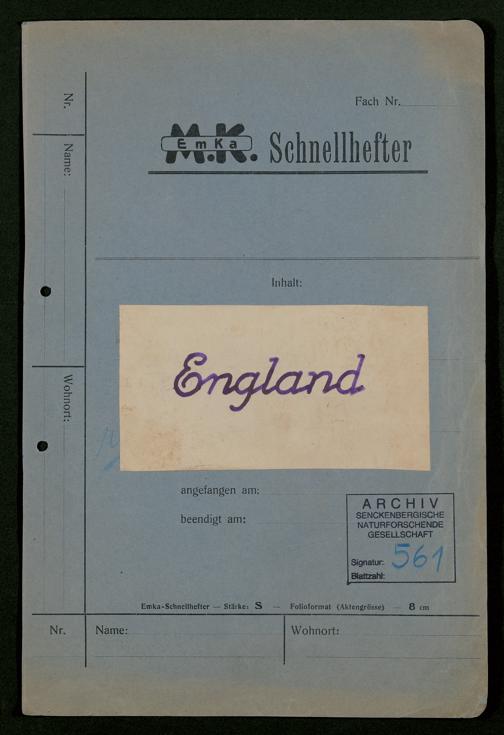 Fach Nr.
M.K. EmKa Schnellhefter
Nr.
Name:
Wohnort:
Inhalt:
England
angefangen am:
beendigt am:
ARCHIV
SENCKENBERGISCHE
NATURFORSCHENDE
GESELLSCHAFT
Signatur: 561
Blattzahl:
Emka-Schnellhefter — Stärke: S — Folioformat (Aktengrösse) — 8 cm
Nr. Name: Wohnort: